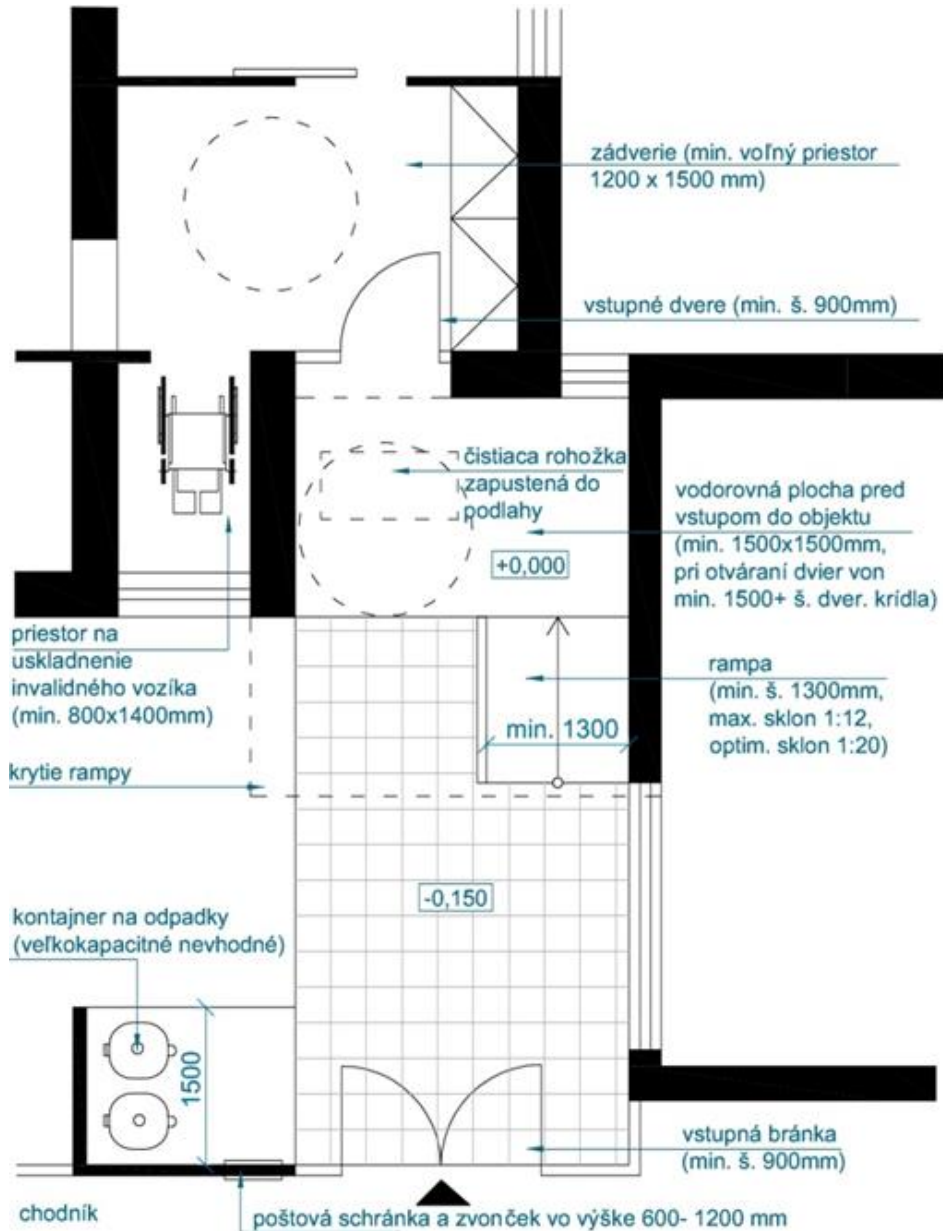 zádverie (min. voľný priestor
1200 x 1500 mm)
vstupné dvere (min. š. 900mm)
čistiaca rohožka
zapustená do
podlahy
vodorovná plocha pred
vstupom do objektu
(min. 1500x1500mm,
pri otváraní dvier von
min. 1500+ š. dver. krídla)
+0,000
priestor na
uskladnenie
invalidného vozíka
(min. 800x1400mm)
rampa
(min. š. 1300mm,
max. sklon 1:12,
optim. sklon 1:20)
min. 1300
krytie rampy
-0,150
kontajner na odpadky
(veľkokapacitné nevhodné)
1500
vstupná bránka
(min. š. 900mm)
chodník
poštová schránka a zvonček vo výške 600- 1200 mm